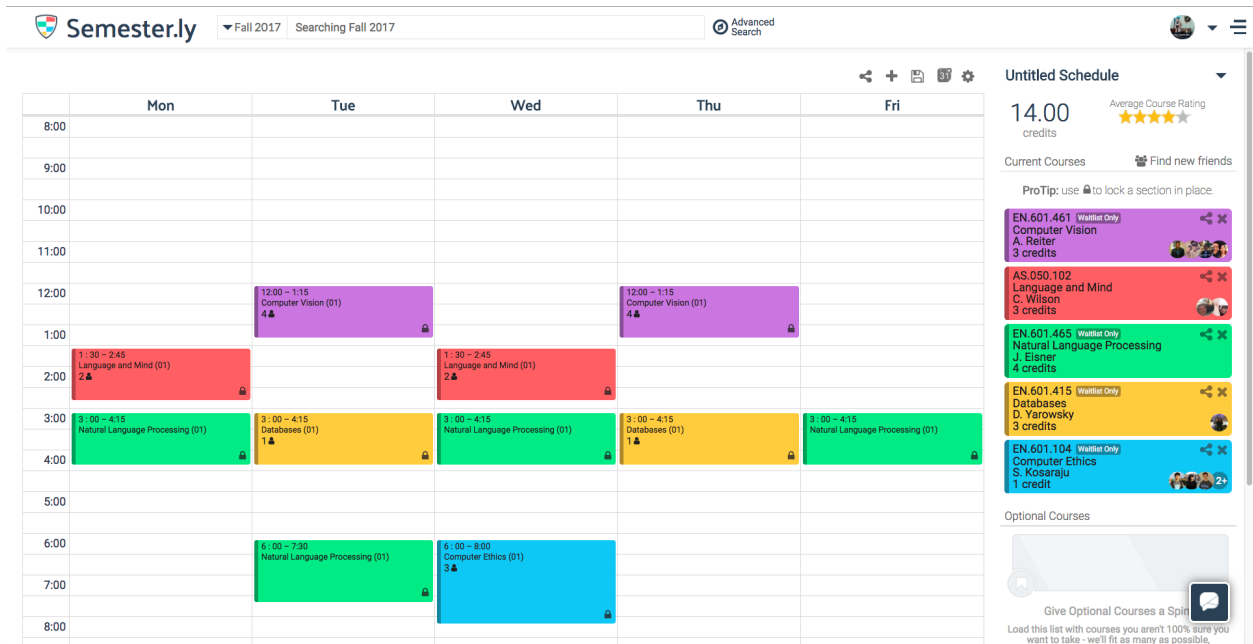 Semester.ly
Fall 2017
Searching Fall 2017
Advanced
Search
31
Mon Tue Wed Thu Fri
8:00
9:00
10:00
11:00
12:00
1:00
2:00
3:00
4:00
5:00
6:00
7:00
8:00
12:00 – 1:15
Computer Vision (01)
4
12:00 – 1:15
Computer Vision (01)
4
1 : 30 – 2:45
Language and Mind (01)
2
1 : 30 – 2:45
Language and Mind (01)
2
3 : 00 – 4:15
Natural Language Processing (01)
3 : 00 – 4:15
Databases (01)
1
3 : 00 – 4:15
Natural Language Processing (01)
3 : 00 – 4:15
Databases (01)
1
3 : 00 – 4:15
Natural Language Processing (01)
6 : 00 – 7:30
Natural Language Processing (01)
6 : 00 – 8:00
Computer Ethics (01)
3
Untitled Schedule
14.00
credits
Average Course Rating
Current Courses
Find new friends
ProTip: use to lock a section in place.
EN.601.461 Waitlist Only
Computer Vision
A. Reiter
3 credits
AS.050.102
Language and Mind
C. Wilson
3 credits
EN.601.465 Waitlist Only
Natural Language Processing
J. Eisner
4 credits
EN.601.415 Waitlist Only
Databases
D. Yarowsky
3 credits
EN.601.104 Waitlist Only
Computer Ethics
S. Kosaraju
1 credit
2+
Optional Courses
Give Optional Courses a Spin
Load this list with courses you aren't 100% sure you
want to take - we'll fit as many as possible,